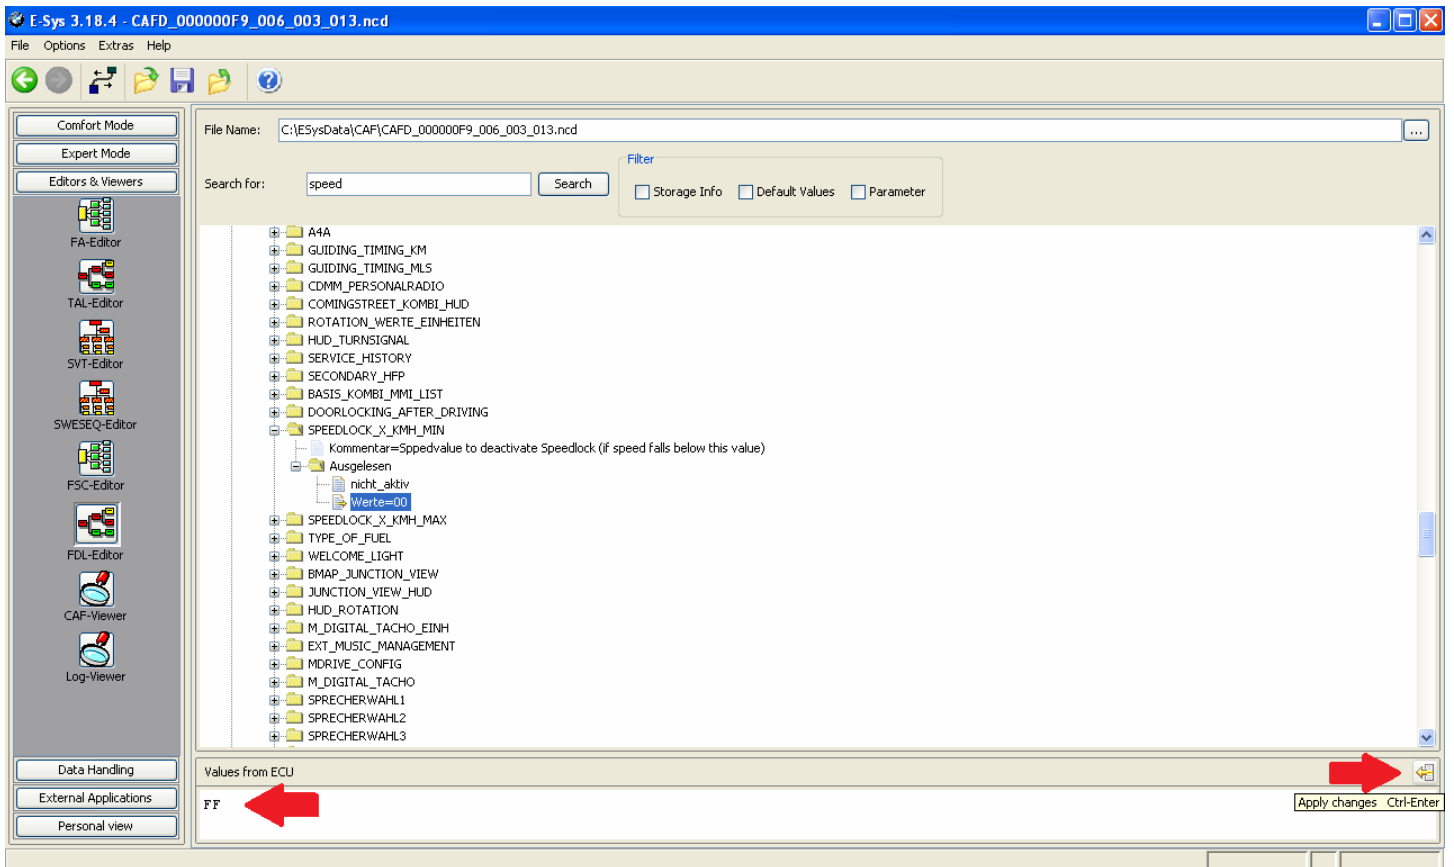 E-Sys 3.18.4 - CAFD_000000F9_006_003_013.ncd
File Options Extras Help
Comfort Mode
Expert Mode
Editors & Viewers
FA-Editor
TAL-Editor
SVT-Editor
SWESEQ-Editor
FSC-Editor
FDL-Editor
CAF-Viewer
Log-Viewer
Data Handling
External Applications
Personal view
File Name: C:\ESysData\CAF\CAFD_000000F9_006_003_013.ncd ...
Filter
Search for: speed Search Storage Info Default Values Parameter
A4A
GUIDING_TIMING_KM
GUIDING_TIMING_MLS
CDMM_PERSONALRADIO
COMINGSTREET_KOMBI_HUD
ROTATION_WERTE_EINHEITEN
HUD_TURNSIGNAL
SERVICE_HISTORY
SECONDARY_HFP
BASIS_KOMBI_MMI_LIST
DOORLOCKING_AFTER_DRIVING
SPEEDLOCK_X_KMH_MIN
Kommentar=Sppedvalue to deactivate Speedlock (if speed falls below this value)
Ausgelesen
nicht_aktiv
Werte=00
SPEEDLOCK_X_KMH_MAX
TYPE_OF_FUEL
WELCOME_LIGHT
BMAP_JUNCTION_VIEW
JUNCTION_VIEW_HUD
HUD_ROTATION
M_DIGITAL_TACHO_EINH
EXT_MUSIC_MANAGEMENT
MDRIVE_CONFIG
M_DIGITAL_TACHO
SPRECHERWAHL1
SPRECHERWAHL2
SPRECHERWAHL3
Values from ECU
FF
Apply changes Ctrl-Enter